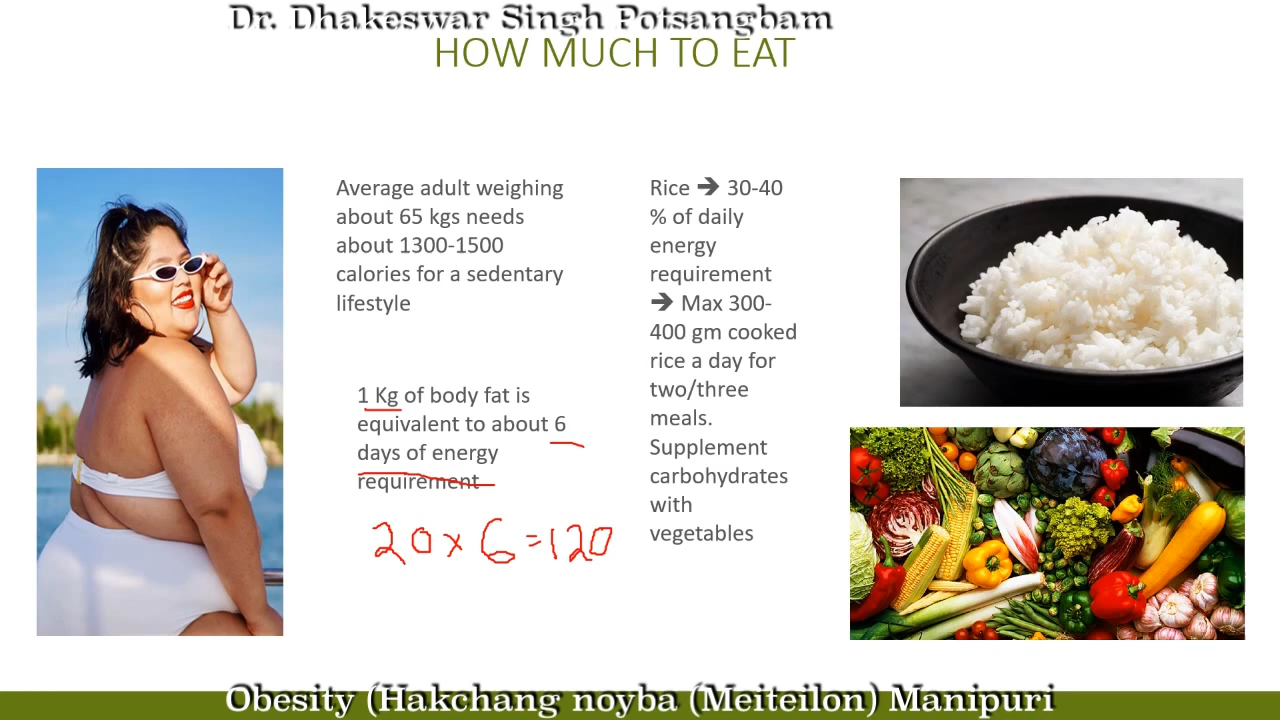 Dr. Dhakeswar Singh Potsangbam
HOW MUCH TO EAT
Average adult weighing
about 65 kgs needs
about 1300-1500
calories for a sedentary
lifestyle
1 Kg of body fat is
equivalent to about 6
days of energy
requirement
20 x 6 = 120
Rice 🡪 30-40
% of daily
energy
requirement
🡪 Max 300-
400 gm cooked
rice a day for
two/three
meals.
Supplement
carbohydrates
with
vegetables
Obesity (Hakchang noyba (Meiteilon) Manipuri